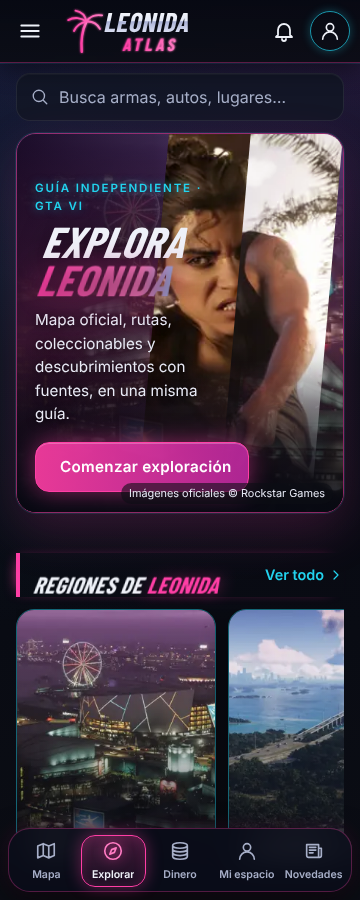 LEONIDA
ATLAS
Busca armas, autos, lugares...
GUÍA INDEPENDIENTE ·
GTA VI
EXPLORA
LEONIDA
Mapa oficial, rutas,
coleccionables y
descubrimientos con
fuentes, en una misma
guía.
Comenzar exploración
Imágenes oficiales © Rockstar Games
REGIONES DE LEONIDA
Ver todo
Mapa
Explorar
Dinero
Mi espacio
Novedades